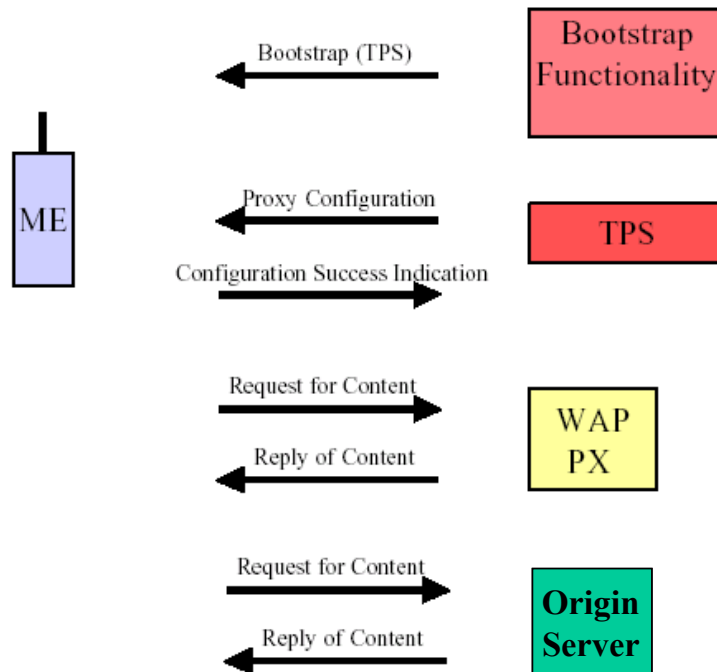 Bootstrap (TPS)
Bootstrap
Functionality
ME
Proxy Configuration
TPS
Configuration Success Indication
Request for Content
WAP
PX
Reply of Content
Request for Content
Origin
Server
Reply of Content